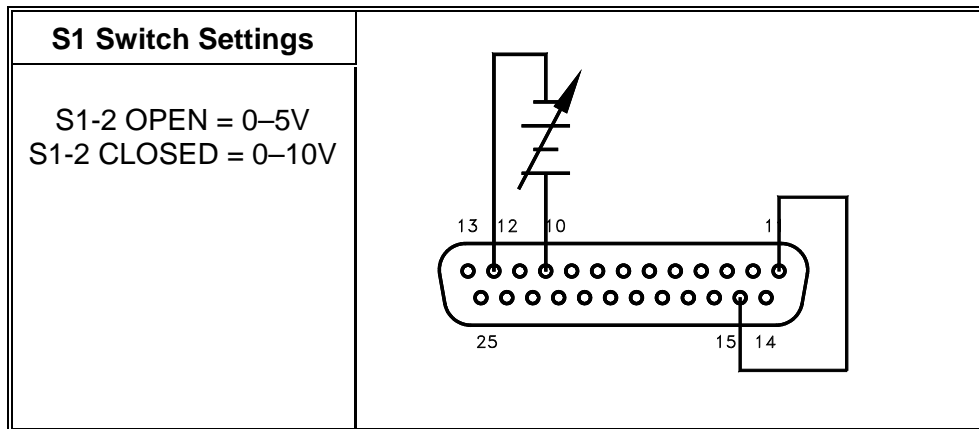 S1 Switch Settings
S1-2 OPEN = 0–5V
S1-2 CLOSED = 0–10V
13 12 10 1
25 15 14